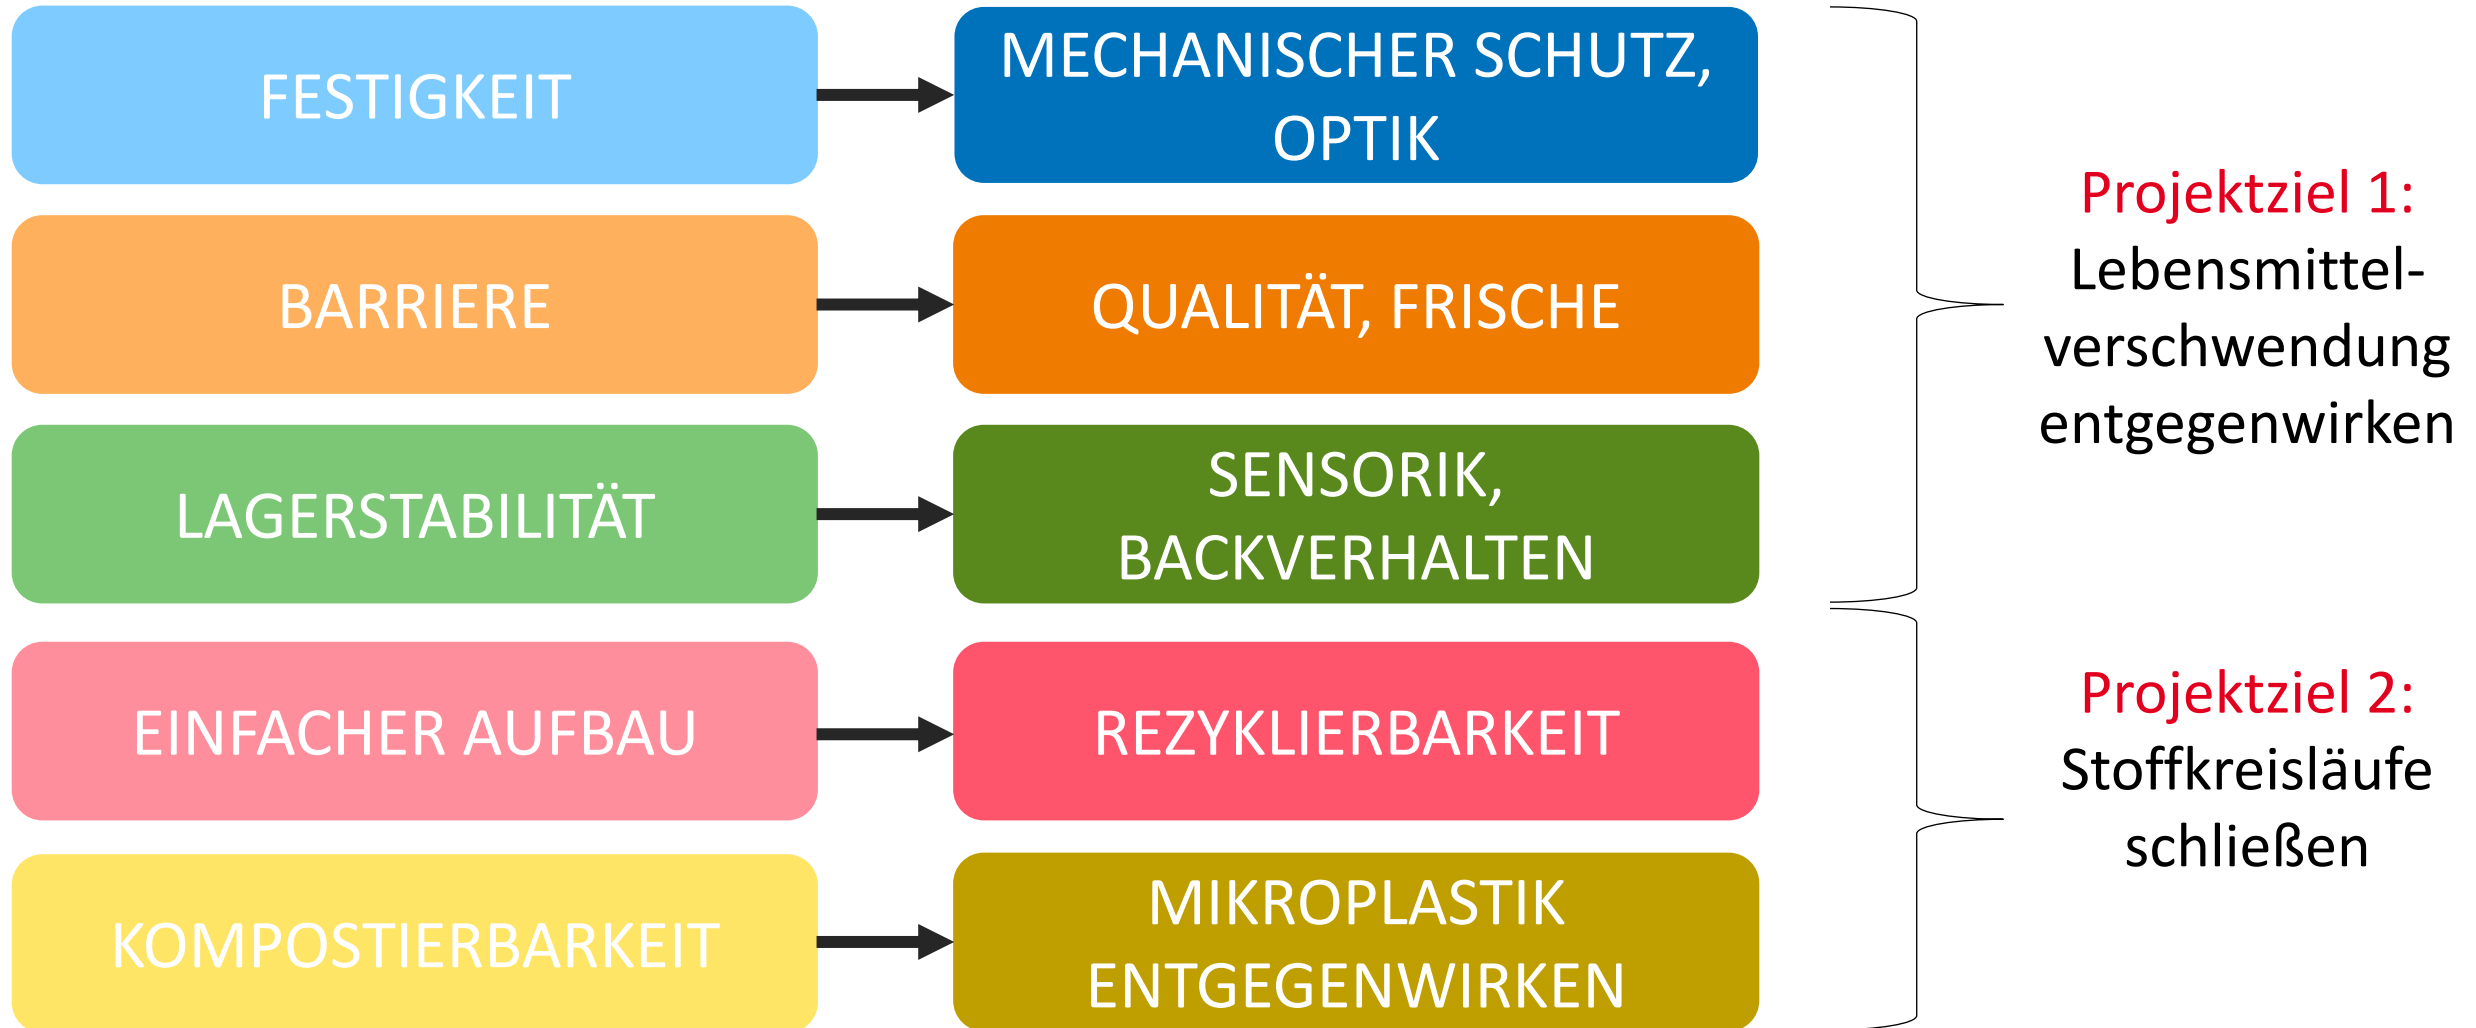 FESTIGKEIT
MECHANISCHER SCHUTZ,
OPTIK
BARRIERE
QUALITÄT, FRISCHE
LAGERSTABILITÄT
SENSORIK,
BACKVERHALTEN
Projektziel 1:
Lebensmittel-
verschwendung
entgegenwirken
EINFACHER AUFBAU
REZYKLIERBARKEIT
KOMPOSTIERBARKEIT
MIKROPLASTIK
ENTGEGENWIRKEN
Projektziel 2:
Stoffkreisläufe
schließen